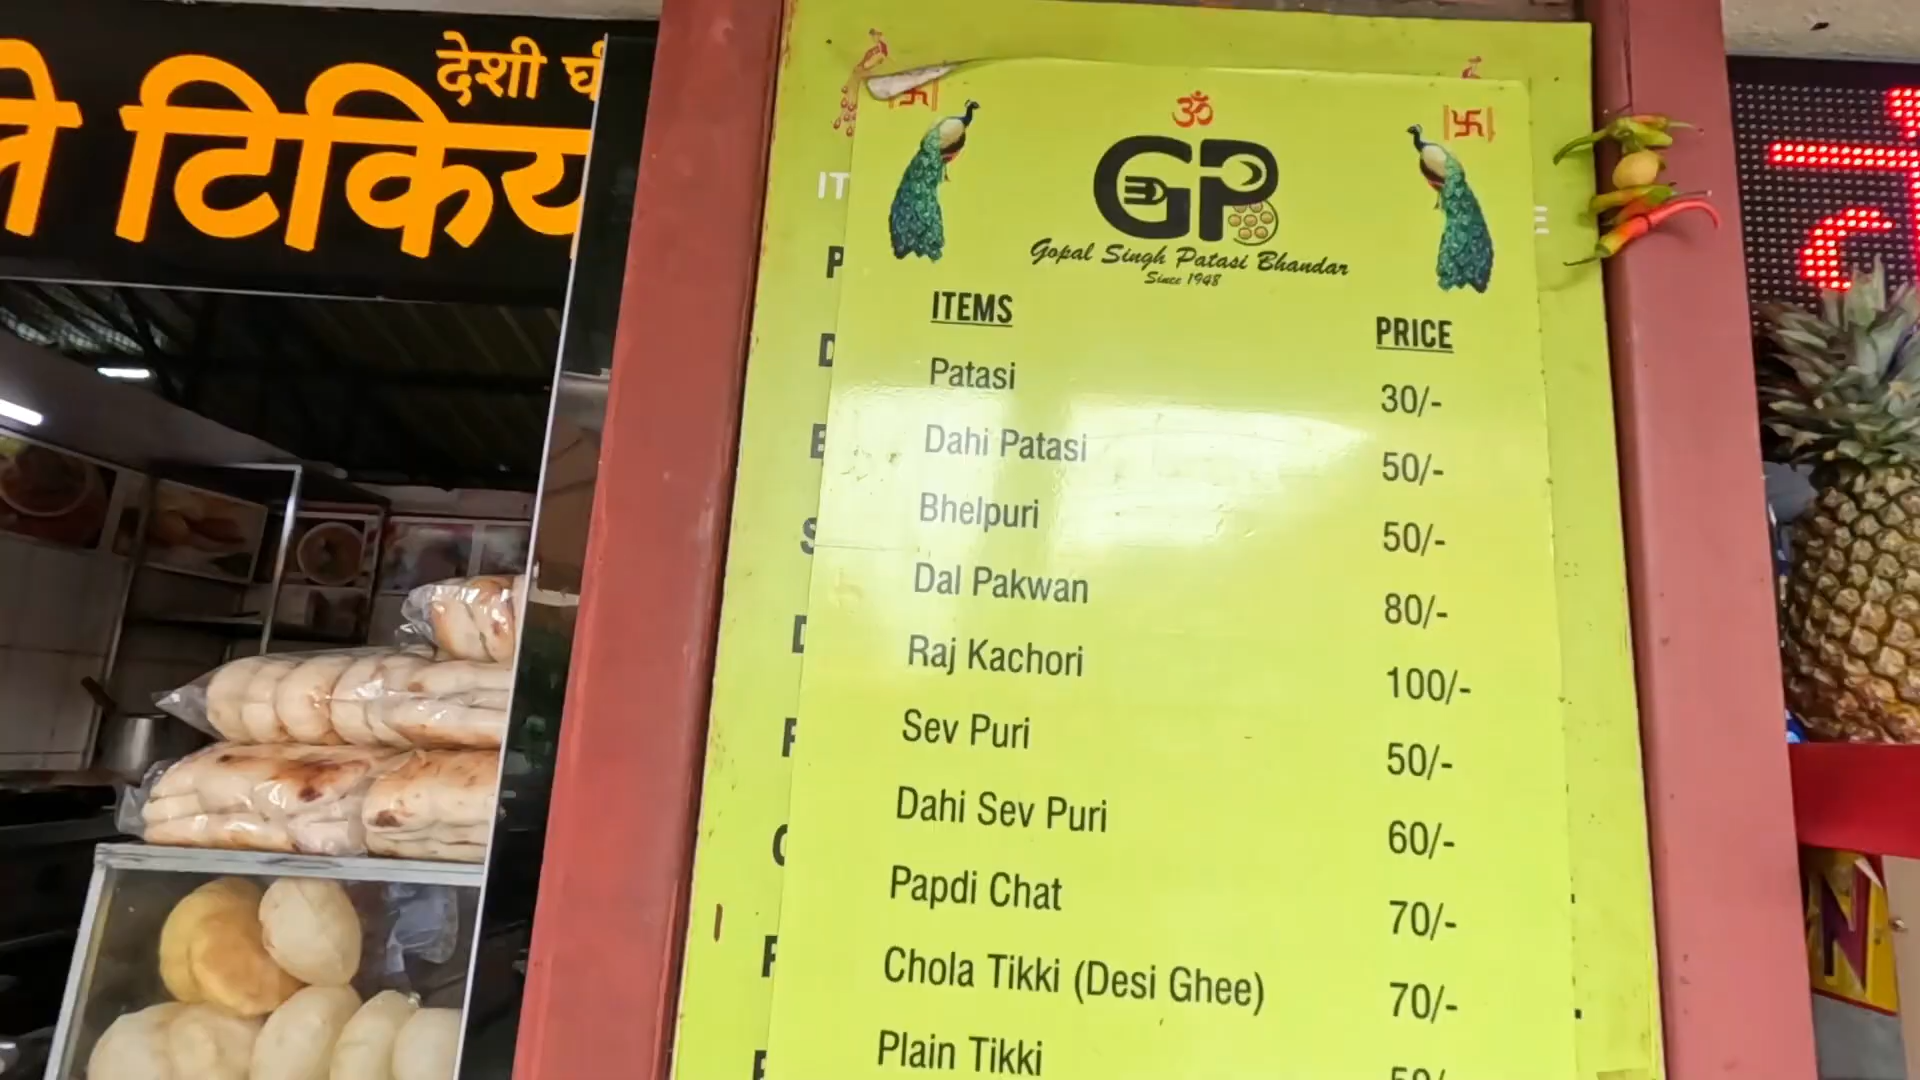 देशी घी
टिकिय
ॐ
GP
Gopal Singh Patasi Bhandar
Since 1948
ITEMS PRICE
Patasi 30/-
Dahi Patasi 50/-
Bhelpuri 50/-
Dal Pakwan 80/-
Raj Kachori 100/-
Sev Puri 50/-
Dahi Sev Puri 60/-
Papdi Chat 70/-
Chola Tikki (Desi Ghee) 70/-
Plain Tikki